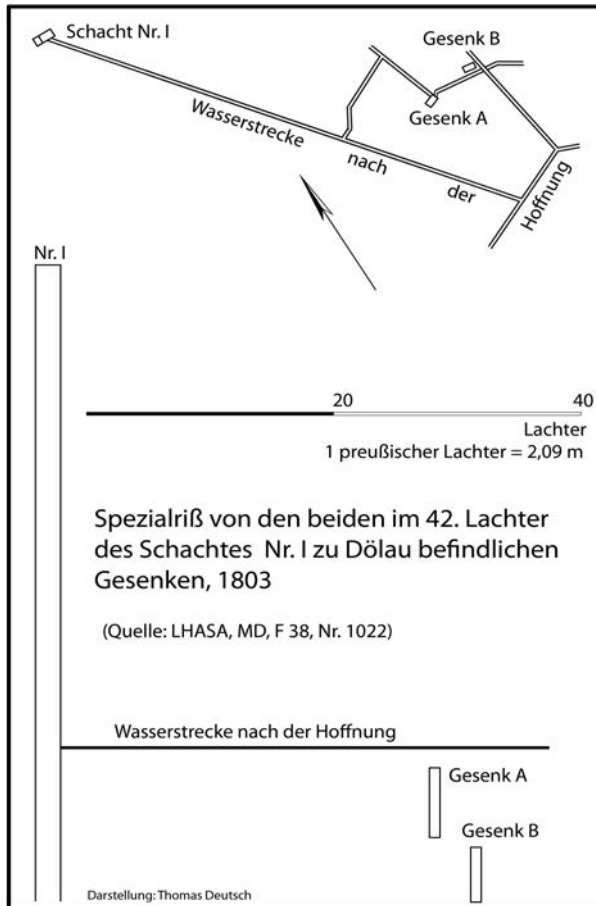 Schacht Nr. I
Gesenk B
Gesenk A
Wasserstrecke nach der Hoffnung
Nr. I
20 40
Lachter
1 preußischer Lachter = 2,09 m
Spezialriß von den beiden im 42. Lachter
des Schachtes Nr. I zu Dölau befindlichen
Gesenken, 1803
(Quelle: LHASA, MD, F 38, Nr. 1022)
Wasserstrecke nach der Hoffnung
Gesenk A
Gesenk B
Darstellung: Thomas Deutsch